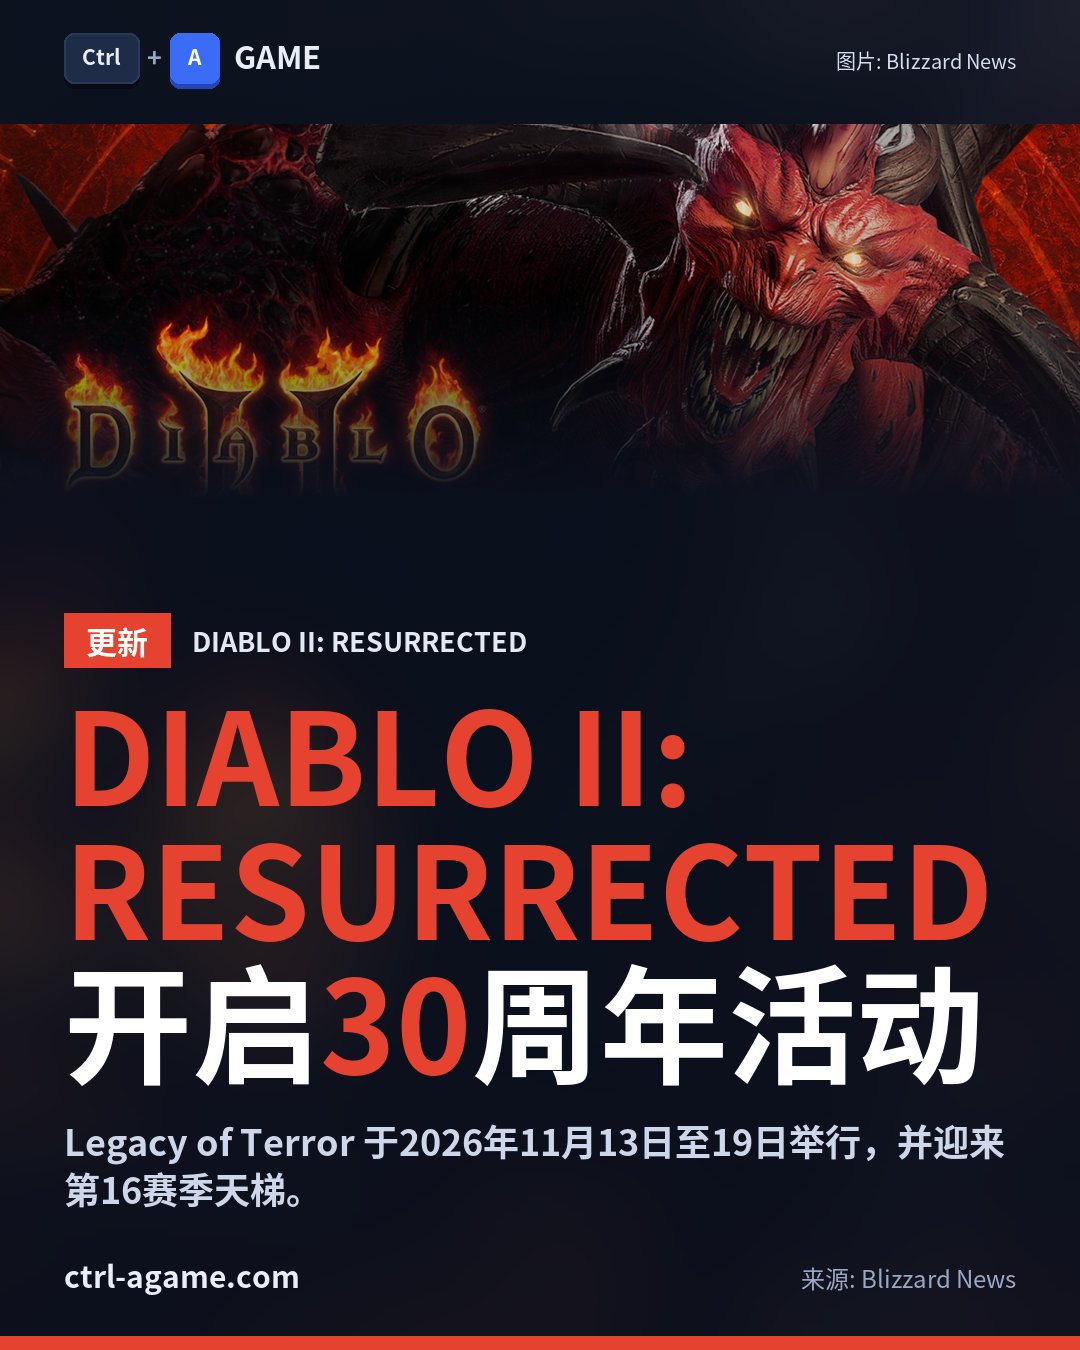 Ctrl + A GAME
图片: Blizzard News
DIABLO
更新 DIABLO II: RESURRECTED
DIABLO II:
RESURRECTED
开启30周年活动
Legacy of Terror 于2026年11月13日至19日举行，并迎来
第16赛季天梯。
ctrl-agame.com
来源: Blizzard News